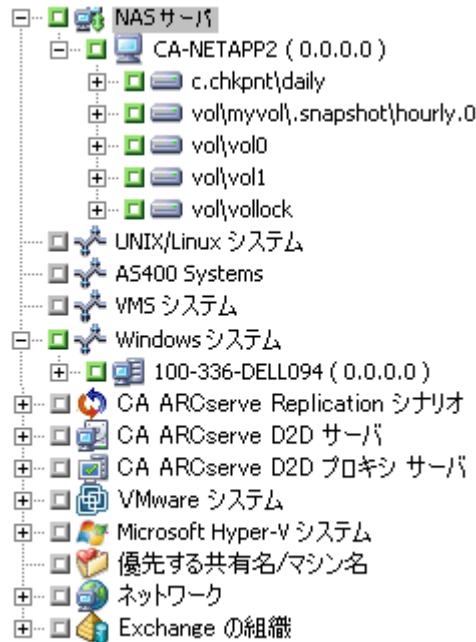 NASサーバ
CA-NETAPP2 ( 0.0.0.0 )
c.chkpnt\daily
vol\myvol\.snapshot\hourly.0
vol\vol0
vol\vol1
vol\vollock
UNIX/Linux システム
AS400 Systems
VMS システム
Windows システム
100-336-DELL094 ( 0.0.0.0 )
CA ARCserve Replication シナリオ
CA ARCserve D2D サーバ
CA ARCserve D2D プロキシ サーバ
VMware システム
Microsoft Hyper-V システム
優先する共有名/マシン名
ネットワーク
Exchange の組織